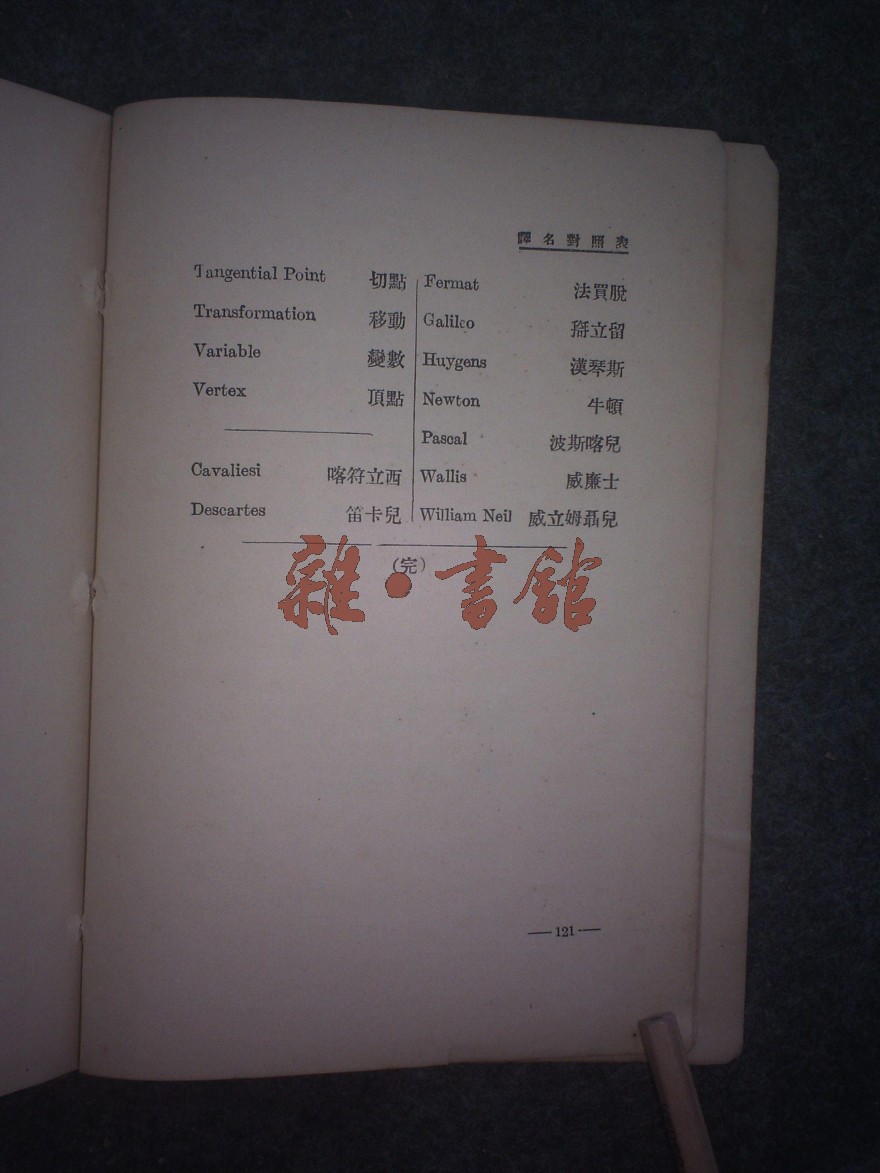 譯名對照表
Tangential Point 切點
Transformation 移動
Variable 變數
Vertex 頂點
Cavaliesi 喀符立西
Descartes 笛卡兒
Fermat 法買脫
Galileo 搿立留
Huygens 漢琴斯
Newton 牛頓
Pascal 波斯喀兒
Wallis 威廉士
William Neil 威立姆聶兒
(完)
雜·書館
—121—